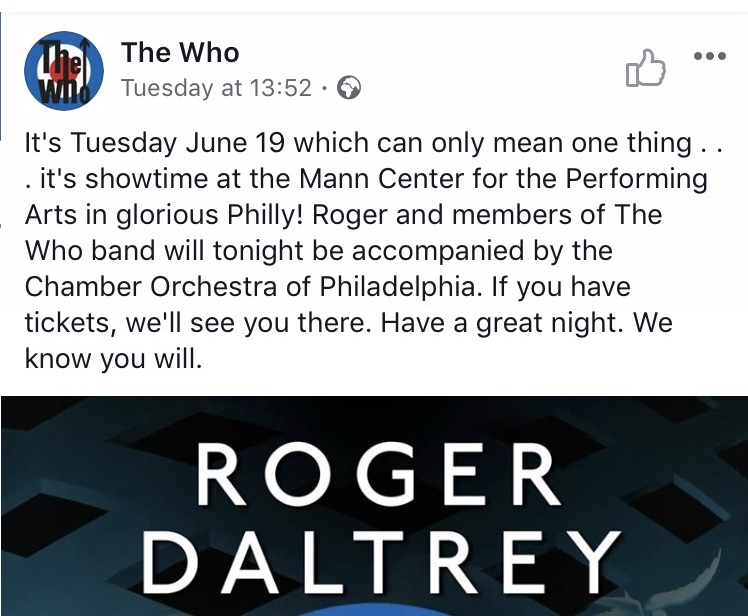 The Who
The Who
Tuesday at 13:52 ·
It's Tuesday June 19 which can only mean one thing . .
. it's showtime at the Mann Center for the Performing
Arts in glorious Philly! Roger and members of The
Who band will tonight be accompanied by the
Chamber Orchestra of Philadelphia. If you have
tickets, we'll see you there. Have a great night. We
know you will.
ROGER
DALTREY